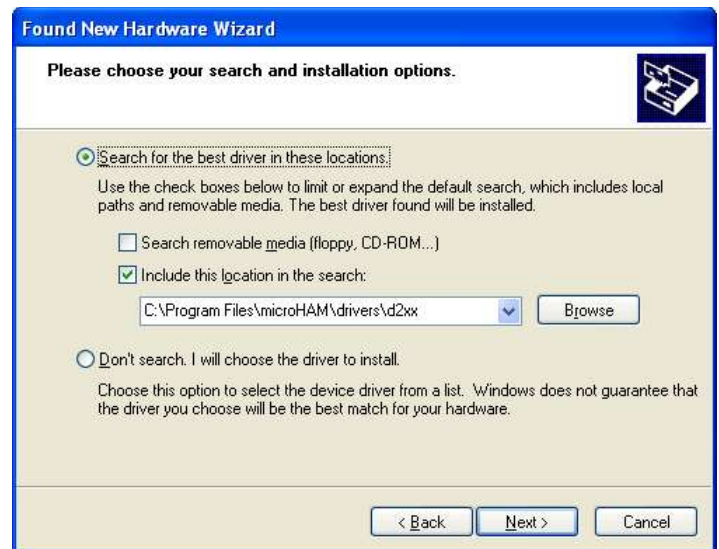 Found New Hardware Wizard
Please choose your search and installation options.
Search for the best driver in these locations.
Use the check boxes below to limit or expand the default search, which includes local
paths and removable media. The best driver found will be installed.
Search removable media (floppy, CD-ROM...)
Include this location in the search:
C:\Program Files\microHAM\drivers\d2xx
Browse
Don't search. I will choose the driver to install.
Choose this option to select the device driver from a list. Windows does not guarantee that
the driver you choose will be the best match for your hardware.
< Back Next > Cancel